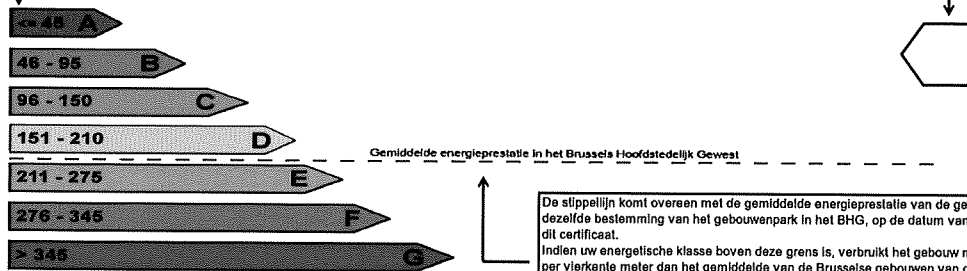 <= 45 A
46 - 95 B
96 - 150 C
151 - 210 D
Gemiddelde energieprestatie in het Brussels Hoofdstedelijk Gewest
211 - 275 E
276 - 345 F
> 345 G
De stippellijn komt overeen met de gemiddelde energieprestatie van de
dezelfde bestemming van het gebouwenpark in het BHG, op de datum
dit certificaat.
Indien uw energetische klasse boven deze grens is, verbruikt het gebouw
per vierkante meter dan het gemiddelde van de Brusselse gebouwen van